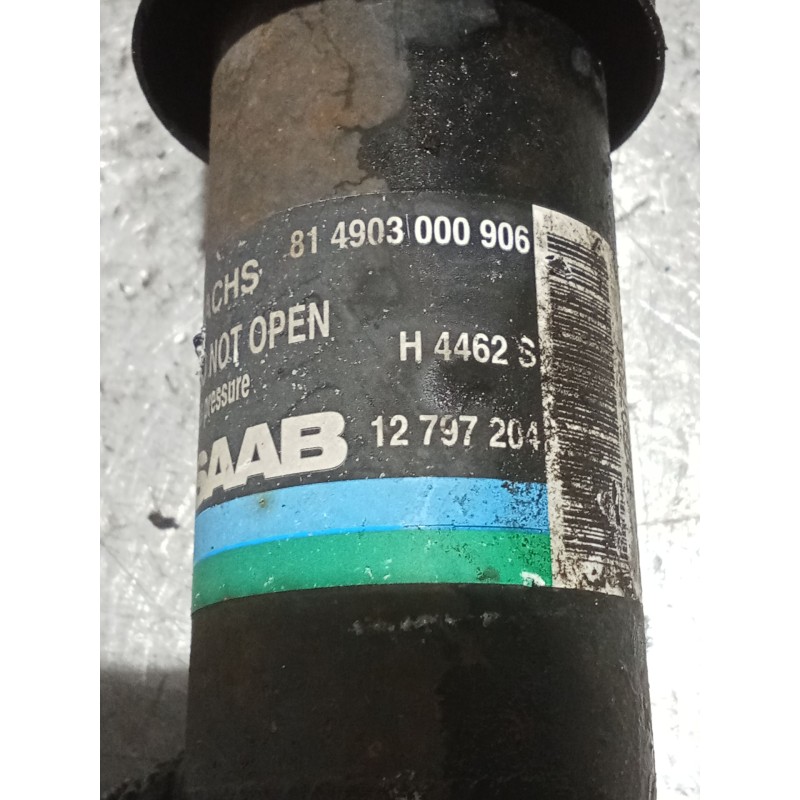 81 4903 000 906
ACHS
NOT OPEN
H 4462 S
pressure
SAAB 12 797 204